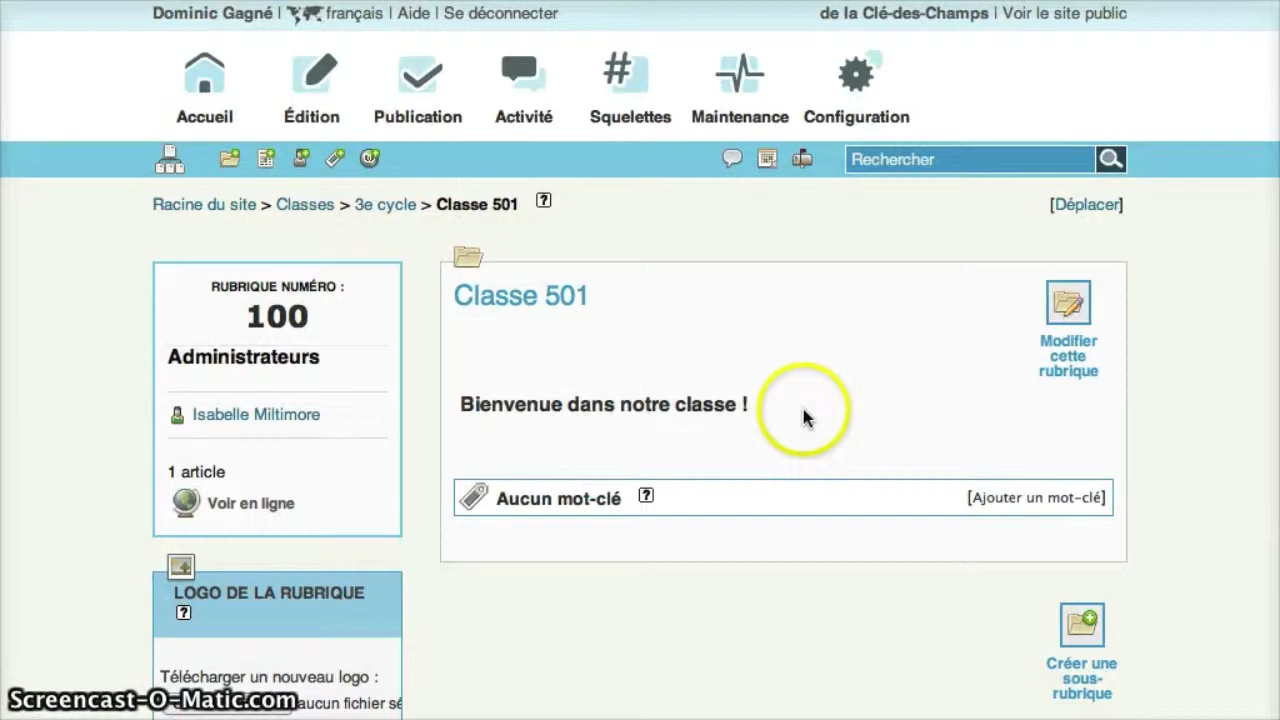 Dominic Gagné | français | Aide | Se déconnecter
de la Clé-des-Champs | Voir le site public
Accueil
Édition
Publication
Activité
#
Squelettes
Maintenance
Configuration
Rechercher
Racine du site > Classes > 3e cycle > Classe 501 ?
[Déplacer]
RUBRIQUE NUMÉRO :
100
Administrateurs
Isabelle Miltimore
1 article
Voir en ligne
Classe 501
Modifier
cette
rubrique
Bienvenue dans notre classe !
Aucun mot-clé ?
[Ajouter un mot-clé]
LOGO DE LA RUBRIQUE
?
Télécharger un nouveau logo :
aucun fichier sé
Créer une
sous-
rubrique
Screencast-O-Matic.com